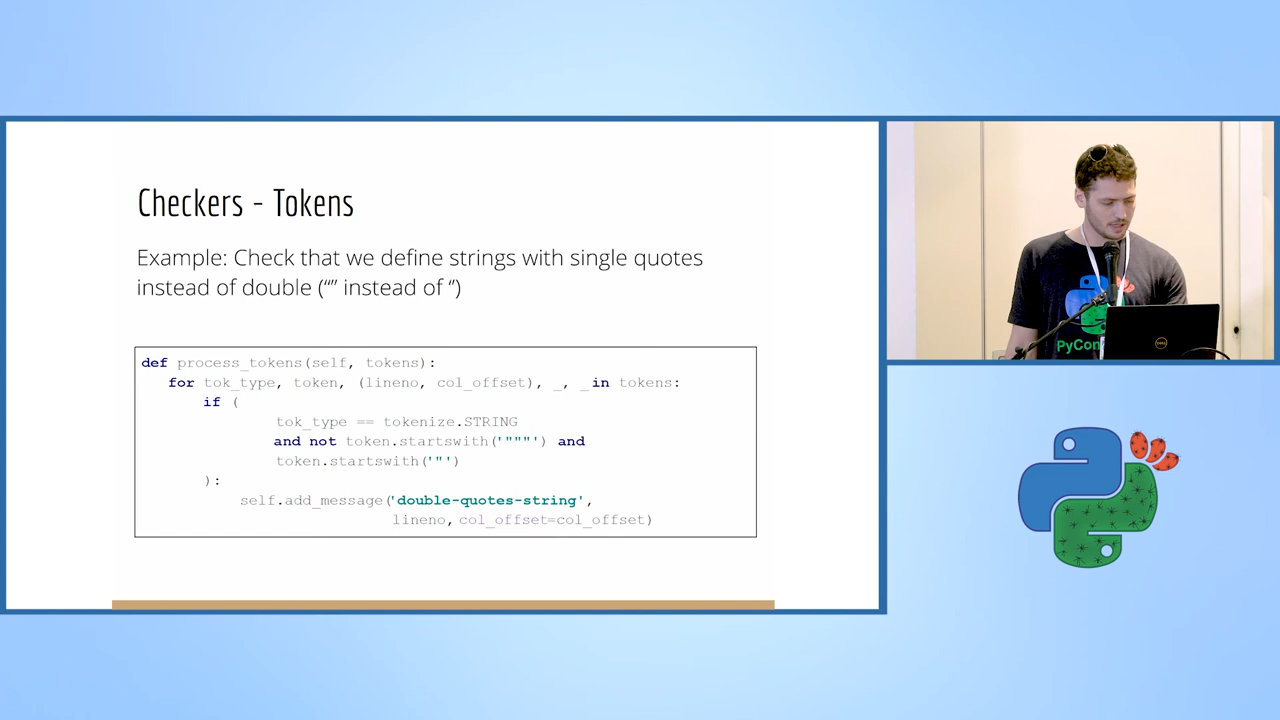 Checkers - Tokens
Example: Check that we define strings with single quotes
instead of double (“” instead of ‘’)
def process_tokens(self, tokens):
for tok_type, token, (lineno, col_offset), _, _ in tokens:
if (
tok_type == tokenize.STRING
and not token.startswith('"""') and
token.startswith('"')
):
self.add_message('double-quotes-string',
lineno, col_offset=col_offset)
PyCon
DELL